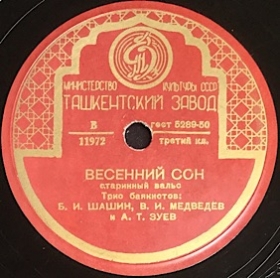 МИНИСТЕРСТВО КУЛЬТУРЫ СССР
ТАШКЕНТСКИЙ ЗАВОД
В ГОСТ 5289-50
11972 третий кл.
ВЕСЕННИЙ СОН
старинный вальс
Трио баянистов:
Б. И. ШАШИН, В. И. МЕДВЕДЕВ
и А. Т. ЗУЕВ